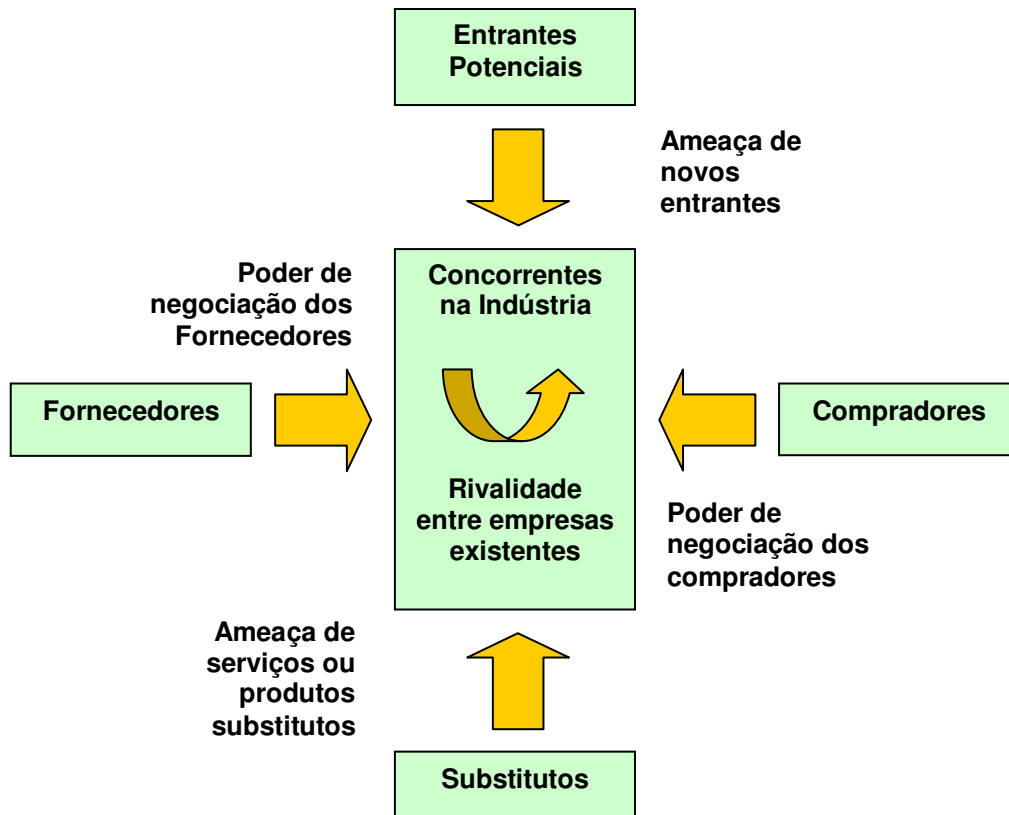 Entrantes
Potenciais
Ameaça de
novos
entrantes
Poder de
negociação dos
Fornecedores
Concorrentes
na Indústria
Fornecedores
Compradores
Rivalidade
entre empresas
existentes
Poder de
negociação dos
compradores
Ameaça de
serviços ou
produtos
substitutos
Substitutos